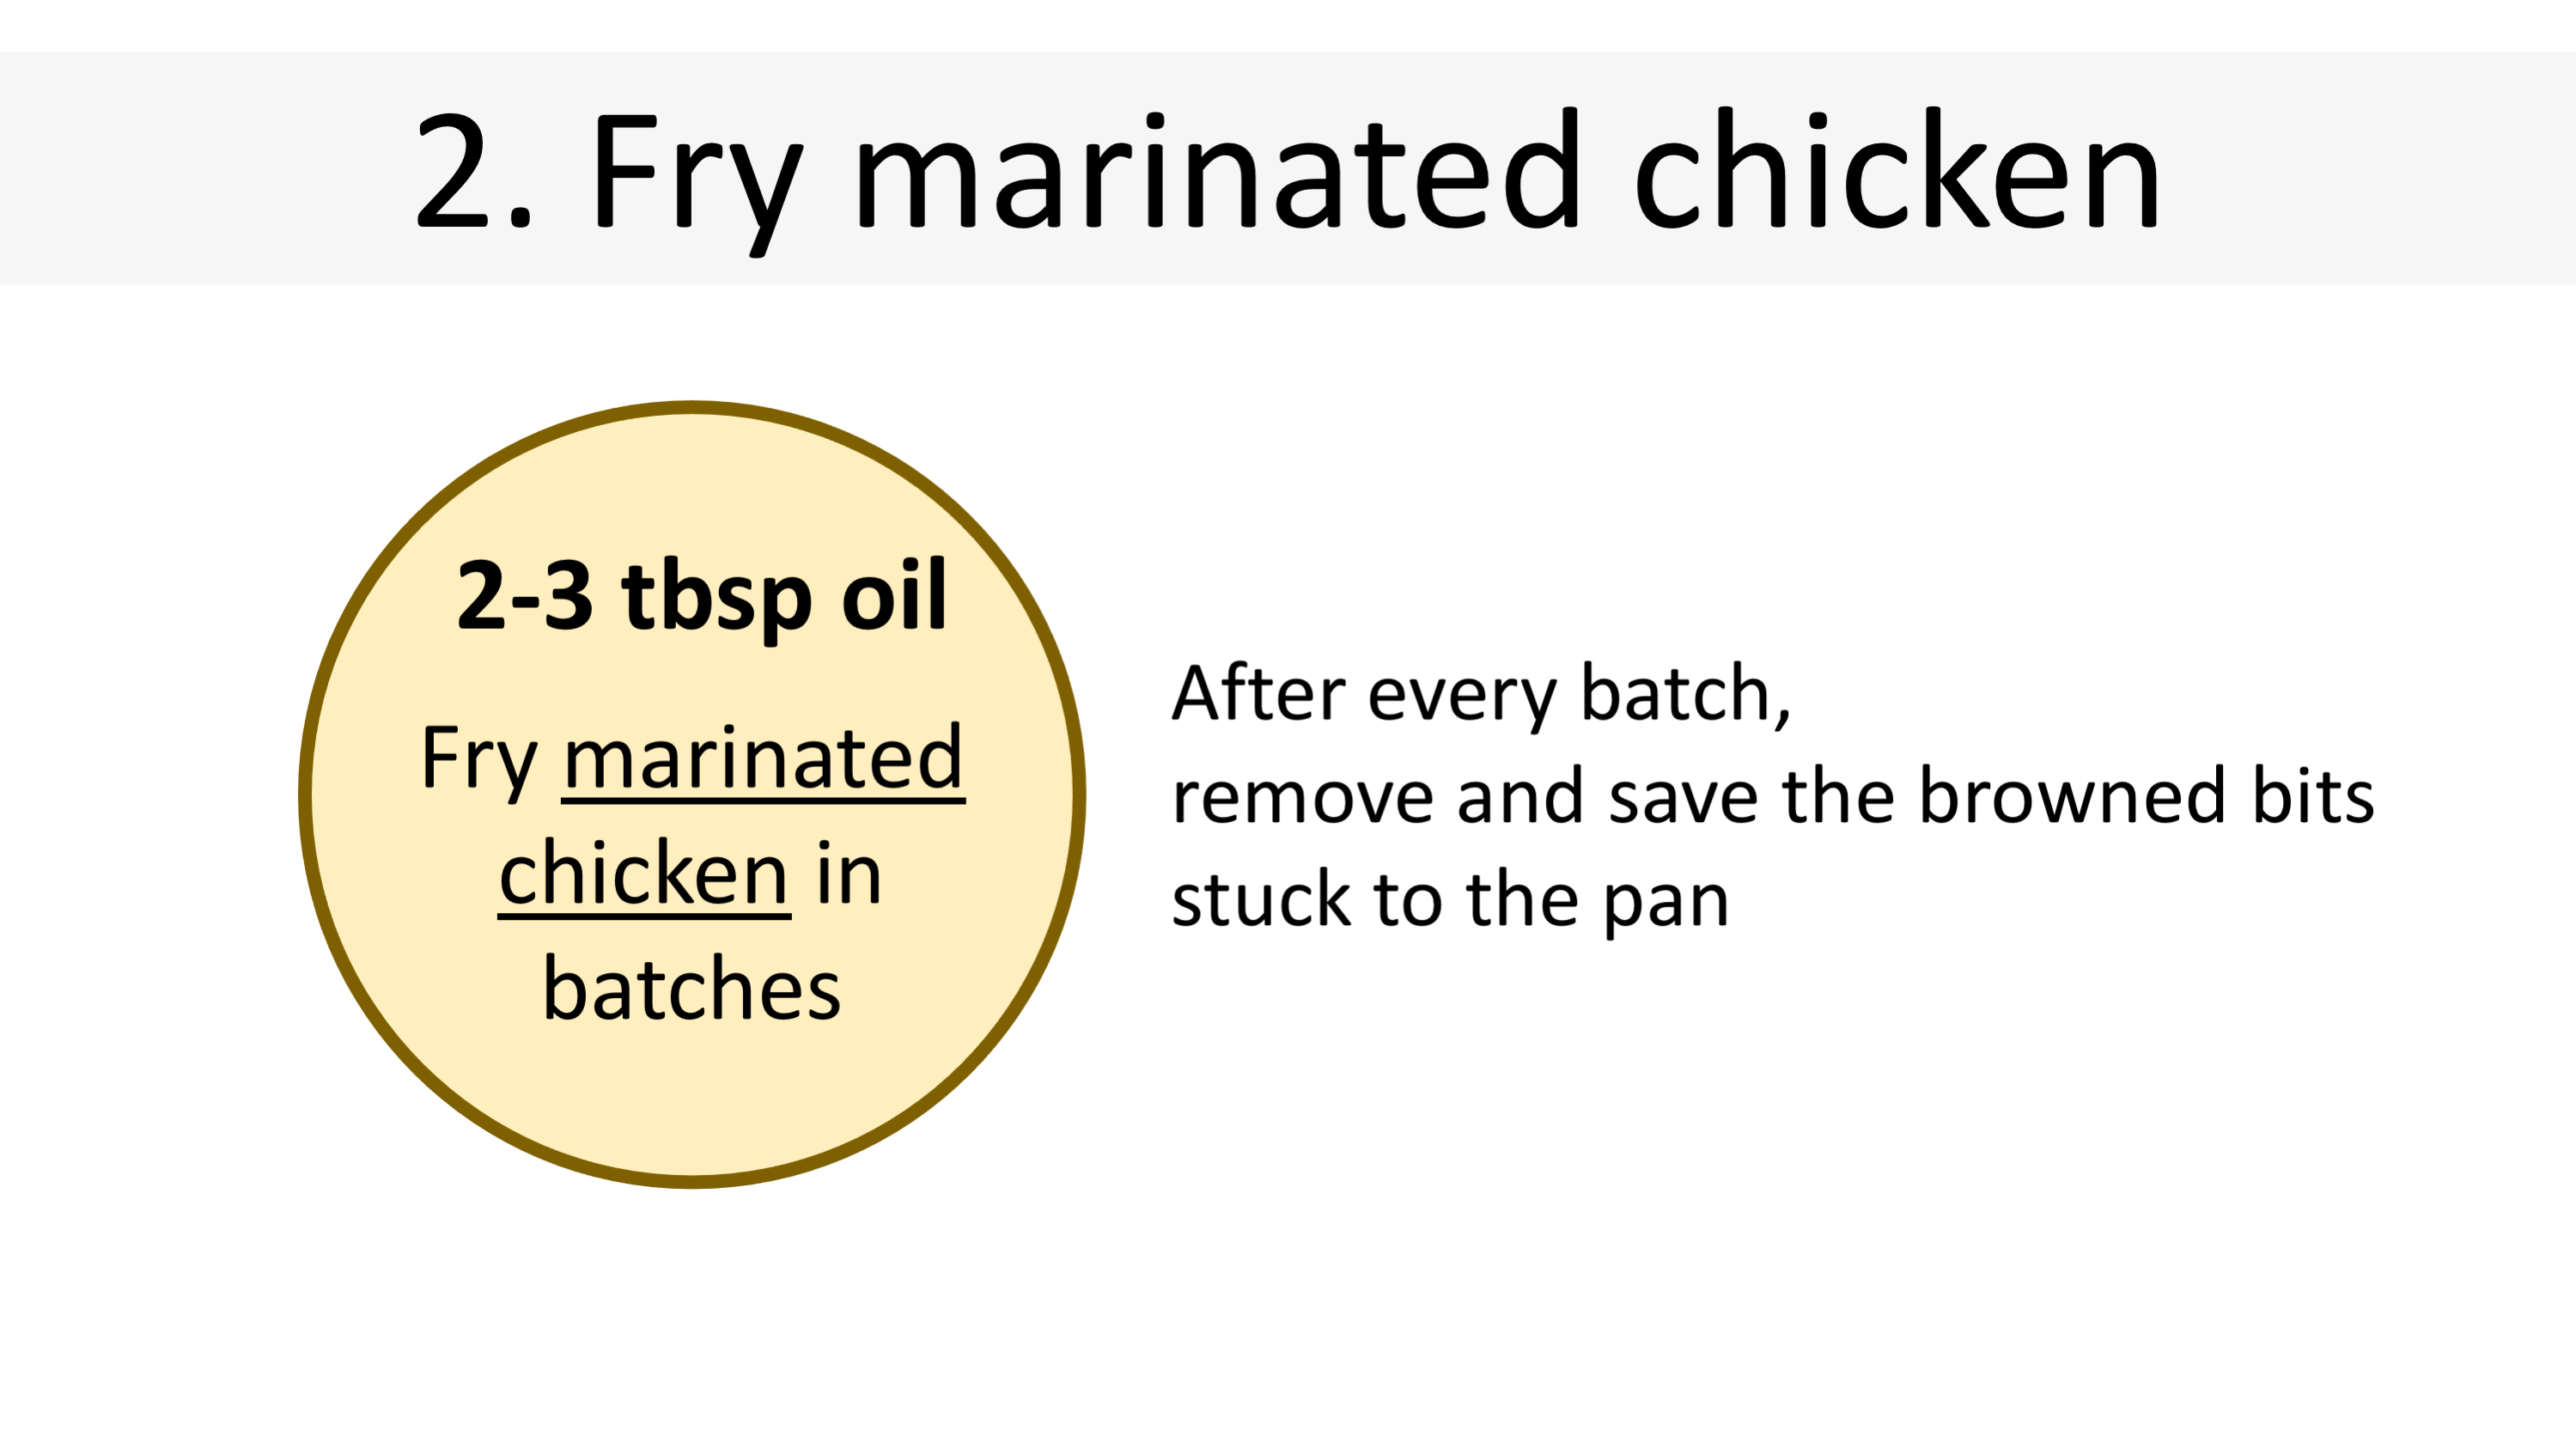 2. Fry marinated chicken
2-3 tbsp oil
Fry marinated
chicken in
batches
After every batch,
remove and save the browned bits
stuck to the pan